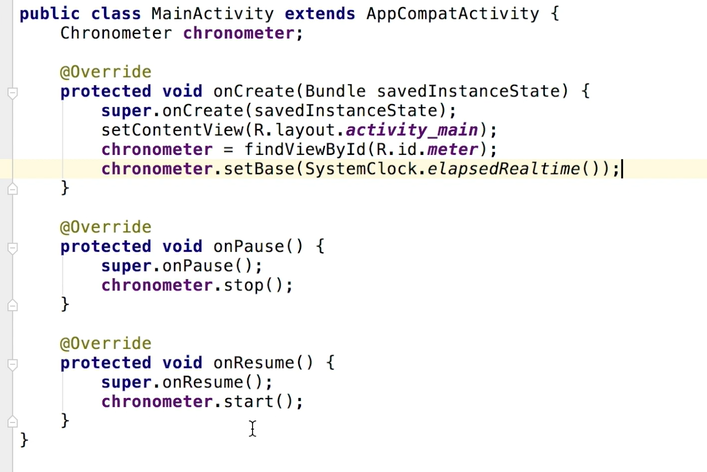 public class MainActivity extends AppCompatActivity {
Chronometer chronometer;
@Override
protected void onCreate(Bundle savedInstanceState) {
super.onCreate(savedInstanceState);
setContentView(R.layout.activity_main);
chronometer = findViewById(R.id.meter);
chronometer.setBase(SystemClock.elapsedRealtime());
}
@Override
protected void onPause() {
super.onPause();
chronometer.stop();
}
@Override
protected void onResume() {
super.onResume();
chronometer.start();
}
}